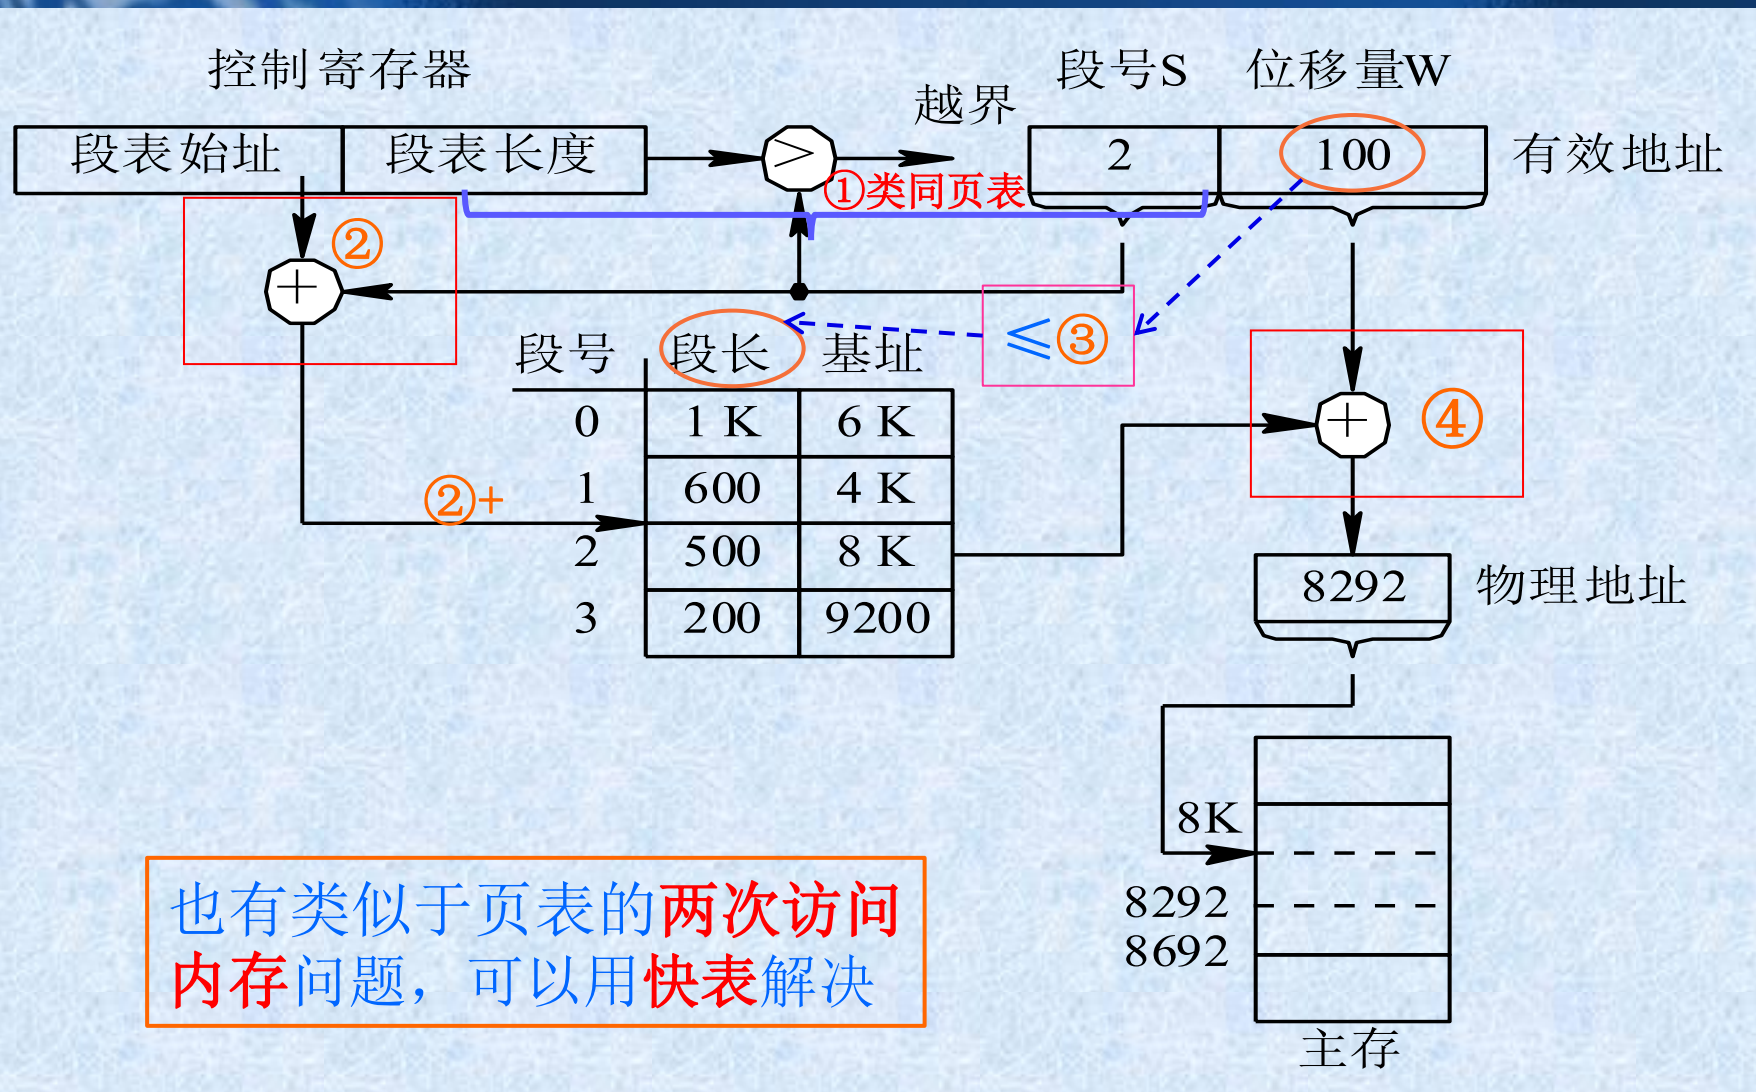 控制寄存器
段号S 位移量W
越界
段表始址 段表长度 > 2 100 有效地址
①类同页表
②
+
≤③
段号 段长 基址
0 1 K 6 K
+ ④
1 600 4 K
②+
2 500 8 K
8292 物理地址
3 200 9200
8K
8292
8692
也有类似于页表的两次访问
内存问题，可以用快表解决
主存